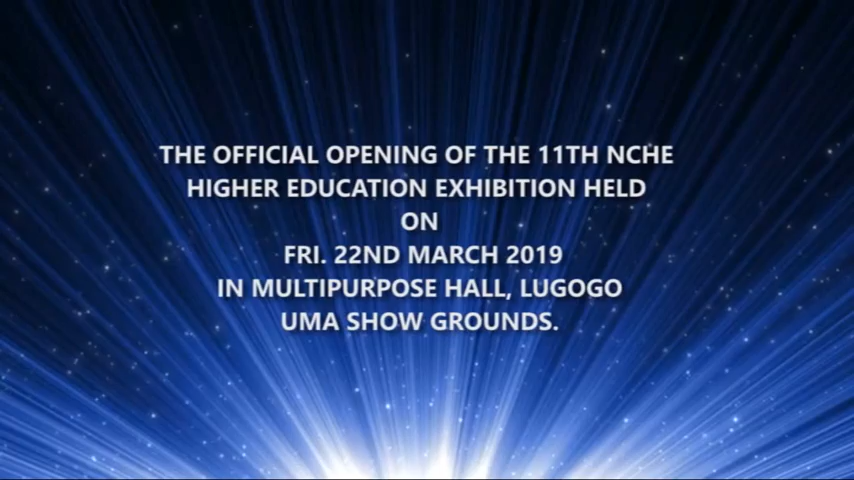 THE OFFICIAL OPENING OF THE 11TH NCHE
HIGHER EDUCATION EXHIBITION HELD
ON
FRI. 22ND MARCH 2019
IN MULTIPURPOSE HALL, LUGOGO
UMA SHOW GROUNDS.